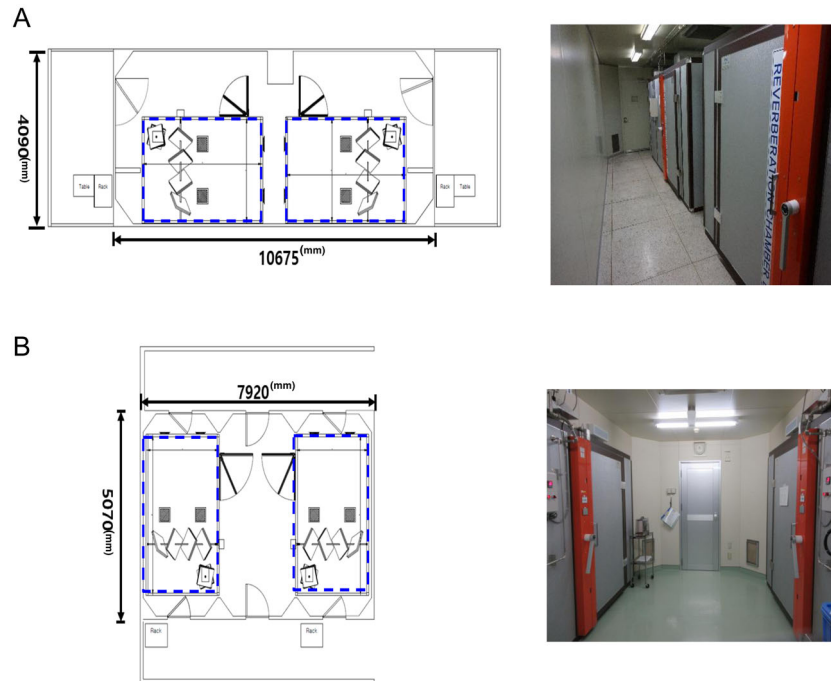 A
4090(mm)
Table
Rack
Rack
Table
10675(mm)
REVERBERATION CHAMBER
B
7920(mm)
5070(mm)
Rack
Rack